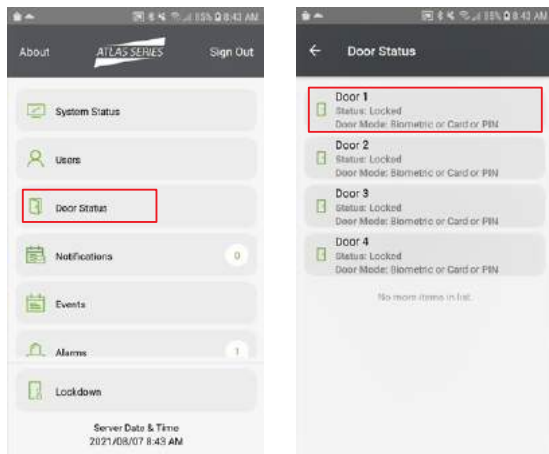 85% 8:43 AM
About ATLAS SERIES Sign Out
System Status
Users
Door Status
Notifications 0
Events
Alarms 1
Lockdown
Server Date & Time
2021/08/07 8:43 AM
85% 8:43 AM
← Door Status
Door 1
Status: Locked
Door Mode: Biometric or Card or PIN
Door 2
Status: Locked
Door Mode: Biometric or Card or PIN
Door 3
Status: Locked
Door Mode: Biometric or Card or PIN
Door 4
Status: Locked
Door Mode: Biometric or Card or PIN
No more items in list.